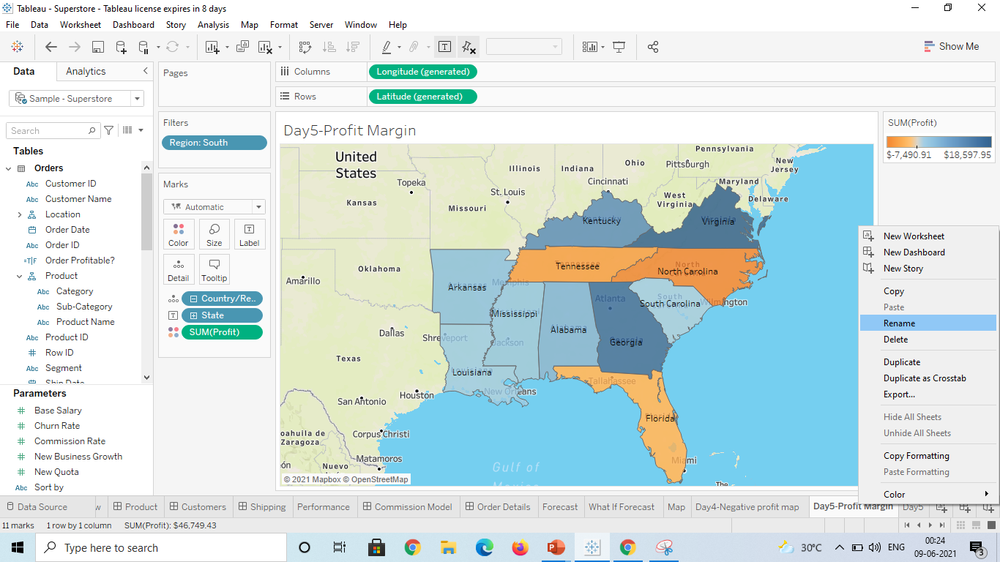 Tableau - Superstore - Tableau license expires in 8 days
File Data Worksheet Dashboard Story Analysis Map Format Server Window Help
Show Me
Data Analytics
Sample - Superstore
Search
Tables
Orders
Abc Customer ID
Abc Customer Name
Location
Order Date
Abc Order ID
=T|F Order Profitable?
Product
Abc Category
Abc Sub-Category
Abc Product Name
Abc Product ID
# Row ID
Abc Segment
Ship Date
Parameters
# Base Salary
# Churn Rate
# Commission Rate
# New Business Growth
# New Quota
Abc Sort by
Pages
Filters
Region: South
Marks
Automatic
Color Size Label
Detail Tooltip
Country/Re..
State
SUM(Profit)
Columns Longitude (generated)
Rows Latitude (generated)
Day5-Profit Margin
United
States
Pennsylvania
Pittsburgh
New
Jersey
Ohio
Illinois
Indiana
Topeka
Cincinnati
Maryland
St. Louis
West
Virginia
Delaware
Kansas
Missouri
Kentucky
Virginia
Oklahoma
Tennessee
North
North Carolina
Amarillo
Memphis
Arkansas
Atlanta
South
South Carolina
Wilmington
Mississippi
Alabama
Dallas
Shreveport
Jackson
Georgia
Texas
Louisiana
Tallahassee
New Orleans
Houston
San Antonio
Florida
Corpus Christi
oahuila de
Zaragoza
Matamoros
Miami
ón
Nuevo
Gulf of
Mexico
The
© 2021 Mapbox © OpenStreetMap
SUM(Profit)
$-7,490.91 $18,597.95
New Worksheet
New Dashboard
New Story
Copy
Paste
Rename
Delete
Duplicate
Duplicate as Crosstab
Export...
Hide All Sheets
Unhide All Sheets
Copy Formatting
Paste Formatting
Color
Data Source w Product Customers Shipping Performance Commission Model Order Details Forecast What If Forecast Map Day4-Negative profit map Day5-Profit Margin Day5
11 marks 1 row by 1 column SUM(Profit): $46,749.43
Type here to search
30°C
ENG
00:24
09-06-2021
3